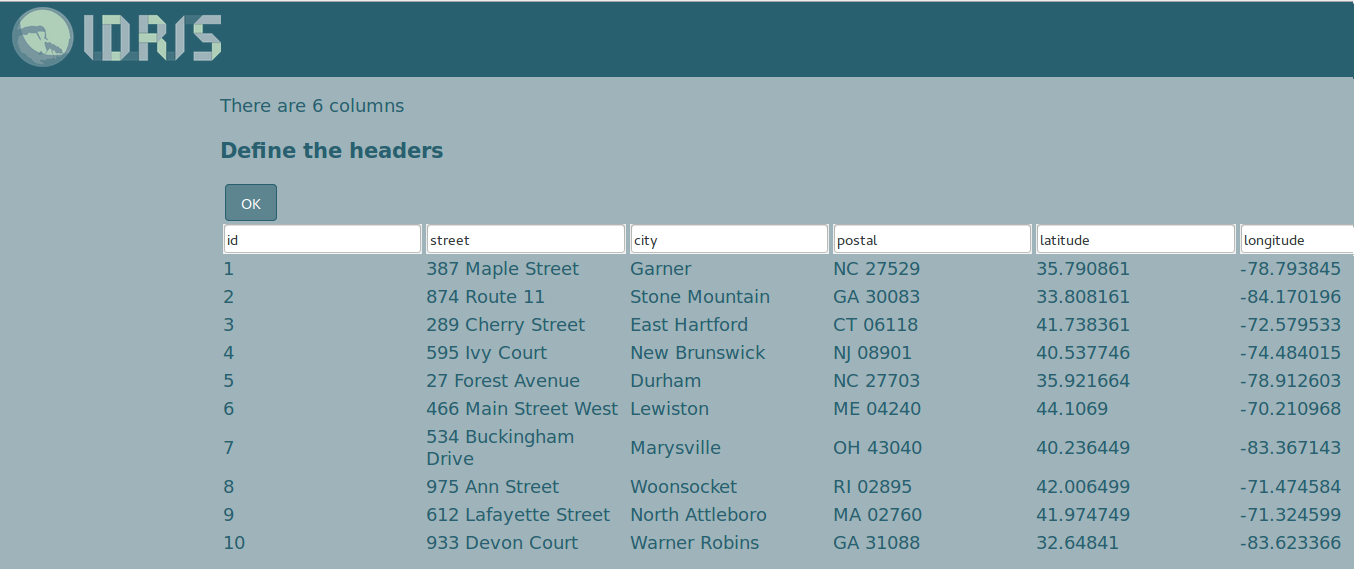 IDRIS
There are 6 columns
Define the headers
OK
id street city postal latitude longitude
1 387 Maple Street Garner NC 27529 35.790861 -78.793845
2 874 Route 11 Stone Mountain GA 30083 33.808161 -84.170196
3 289 Cherry Street East Hartford CT 06118 41.738361 -72.579533
4 595 Ivy Court New Brunswick NJ 08901 40.537746 -74.484015
5 27 Forest Avenue Durham NC 27703 35.921664 -78.912603
6 466 Main Street West Lewiston ME 04240 44.1069 -70.210968
7 534 Buckingham Drive Marysville OH 43040 40.236449 -83.367143
8 975 Ann Street Woonsocket RI 02895 42.006499 -71.474584
9 612 Lafayette Street North Attleboro MA 02760 41.974749 -71.324599
10 933 Devon Court Warner Robins GA 31088 32.64841 -83.623366